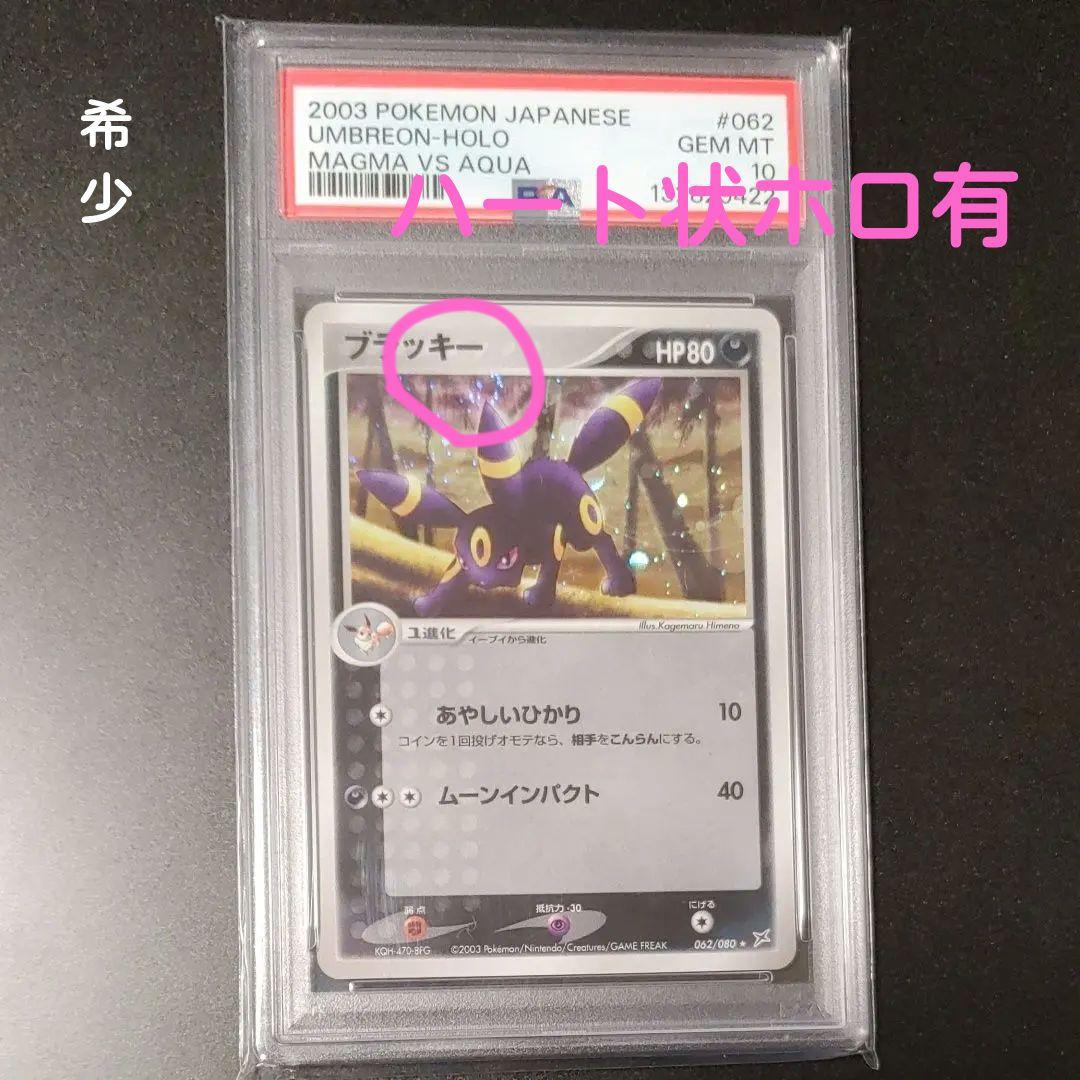 希少
2003 POKEMON JAPANESE #062
UMBREON-HOLO GEM MT
MAGMA VS AQUA 10
PSA
ハート状ホロ有
ブラッキー HP80
illus.Kagemaru Himeno
1進化 イーブイから進化
あやしいひかり 10
コインを1回投げオモテなら、相手をこんらんにする。
ムーンインパクト 40
弱点 抵抗力 -30 にげる
KQH-470-BFG ©2003 Pokémon/Nintendo/Creatures/GAME FREAK 062/080 ★